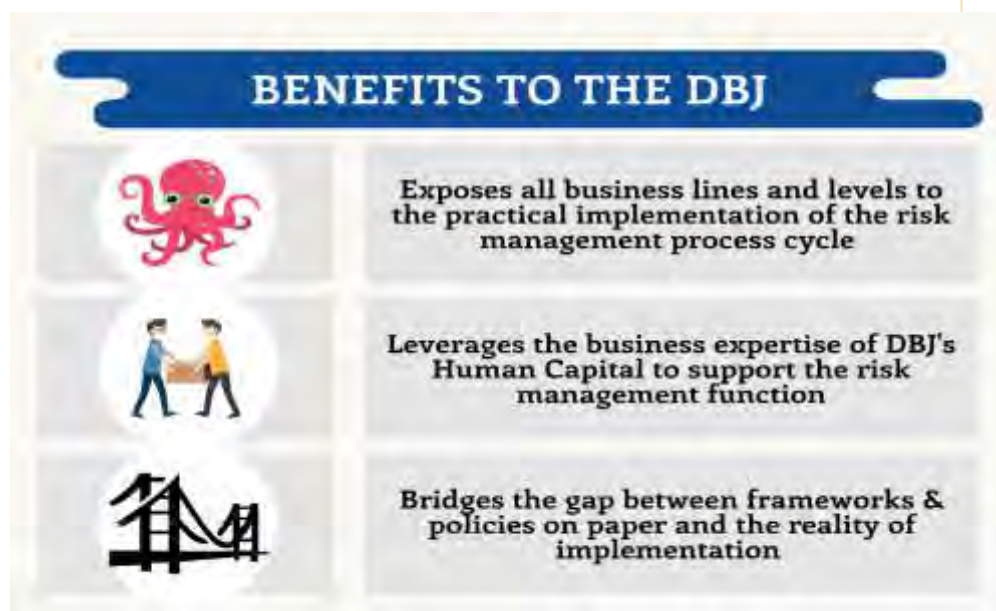 BENEFITS TO THE DBJ
Exposes all business lines and levels to
the practical implementation of the risk
management process cycle
Leverages the business expertise of DBJ's
Human Capital to support the risk
management function
Bridges the gap between frameworks &
policies on paper and the reality of
implementation